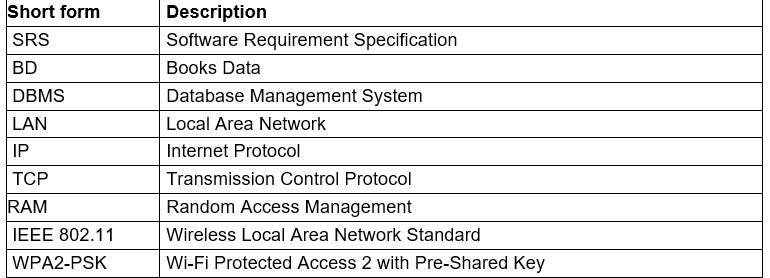 Short form Description
SRS Software Requirement Specification
BD Books Data
DBMS Database Management System
LAN Local Area Network
IP Internet Protocol
TCP Transmission Control Protocol
RAM Random Access Management
IEEE 802.11 Wireless Local Area Network Standard
WPA2-PSK Wi-Fi Protected Access 2 with Pre-Shared Key